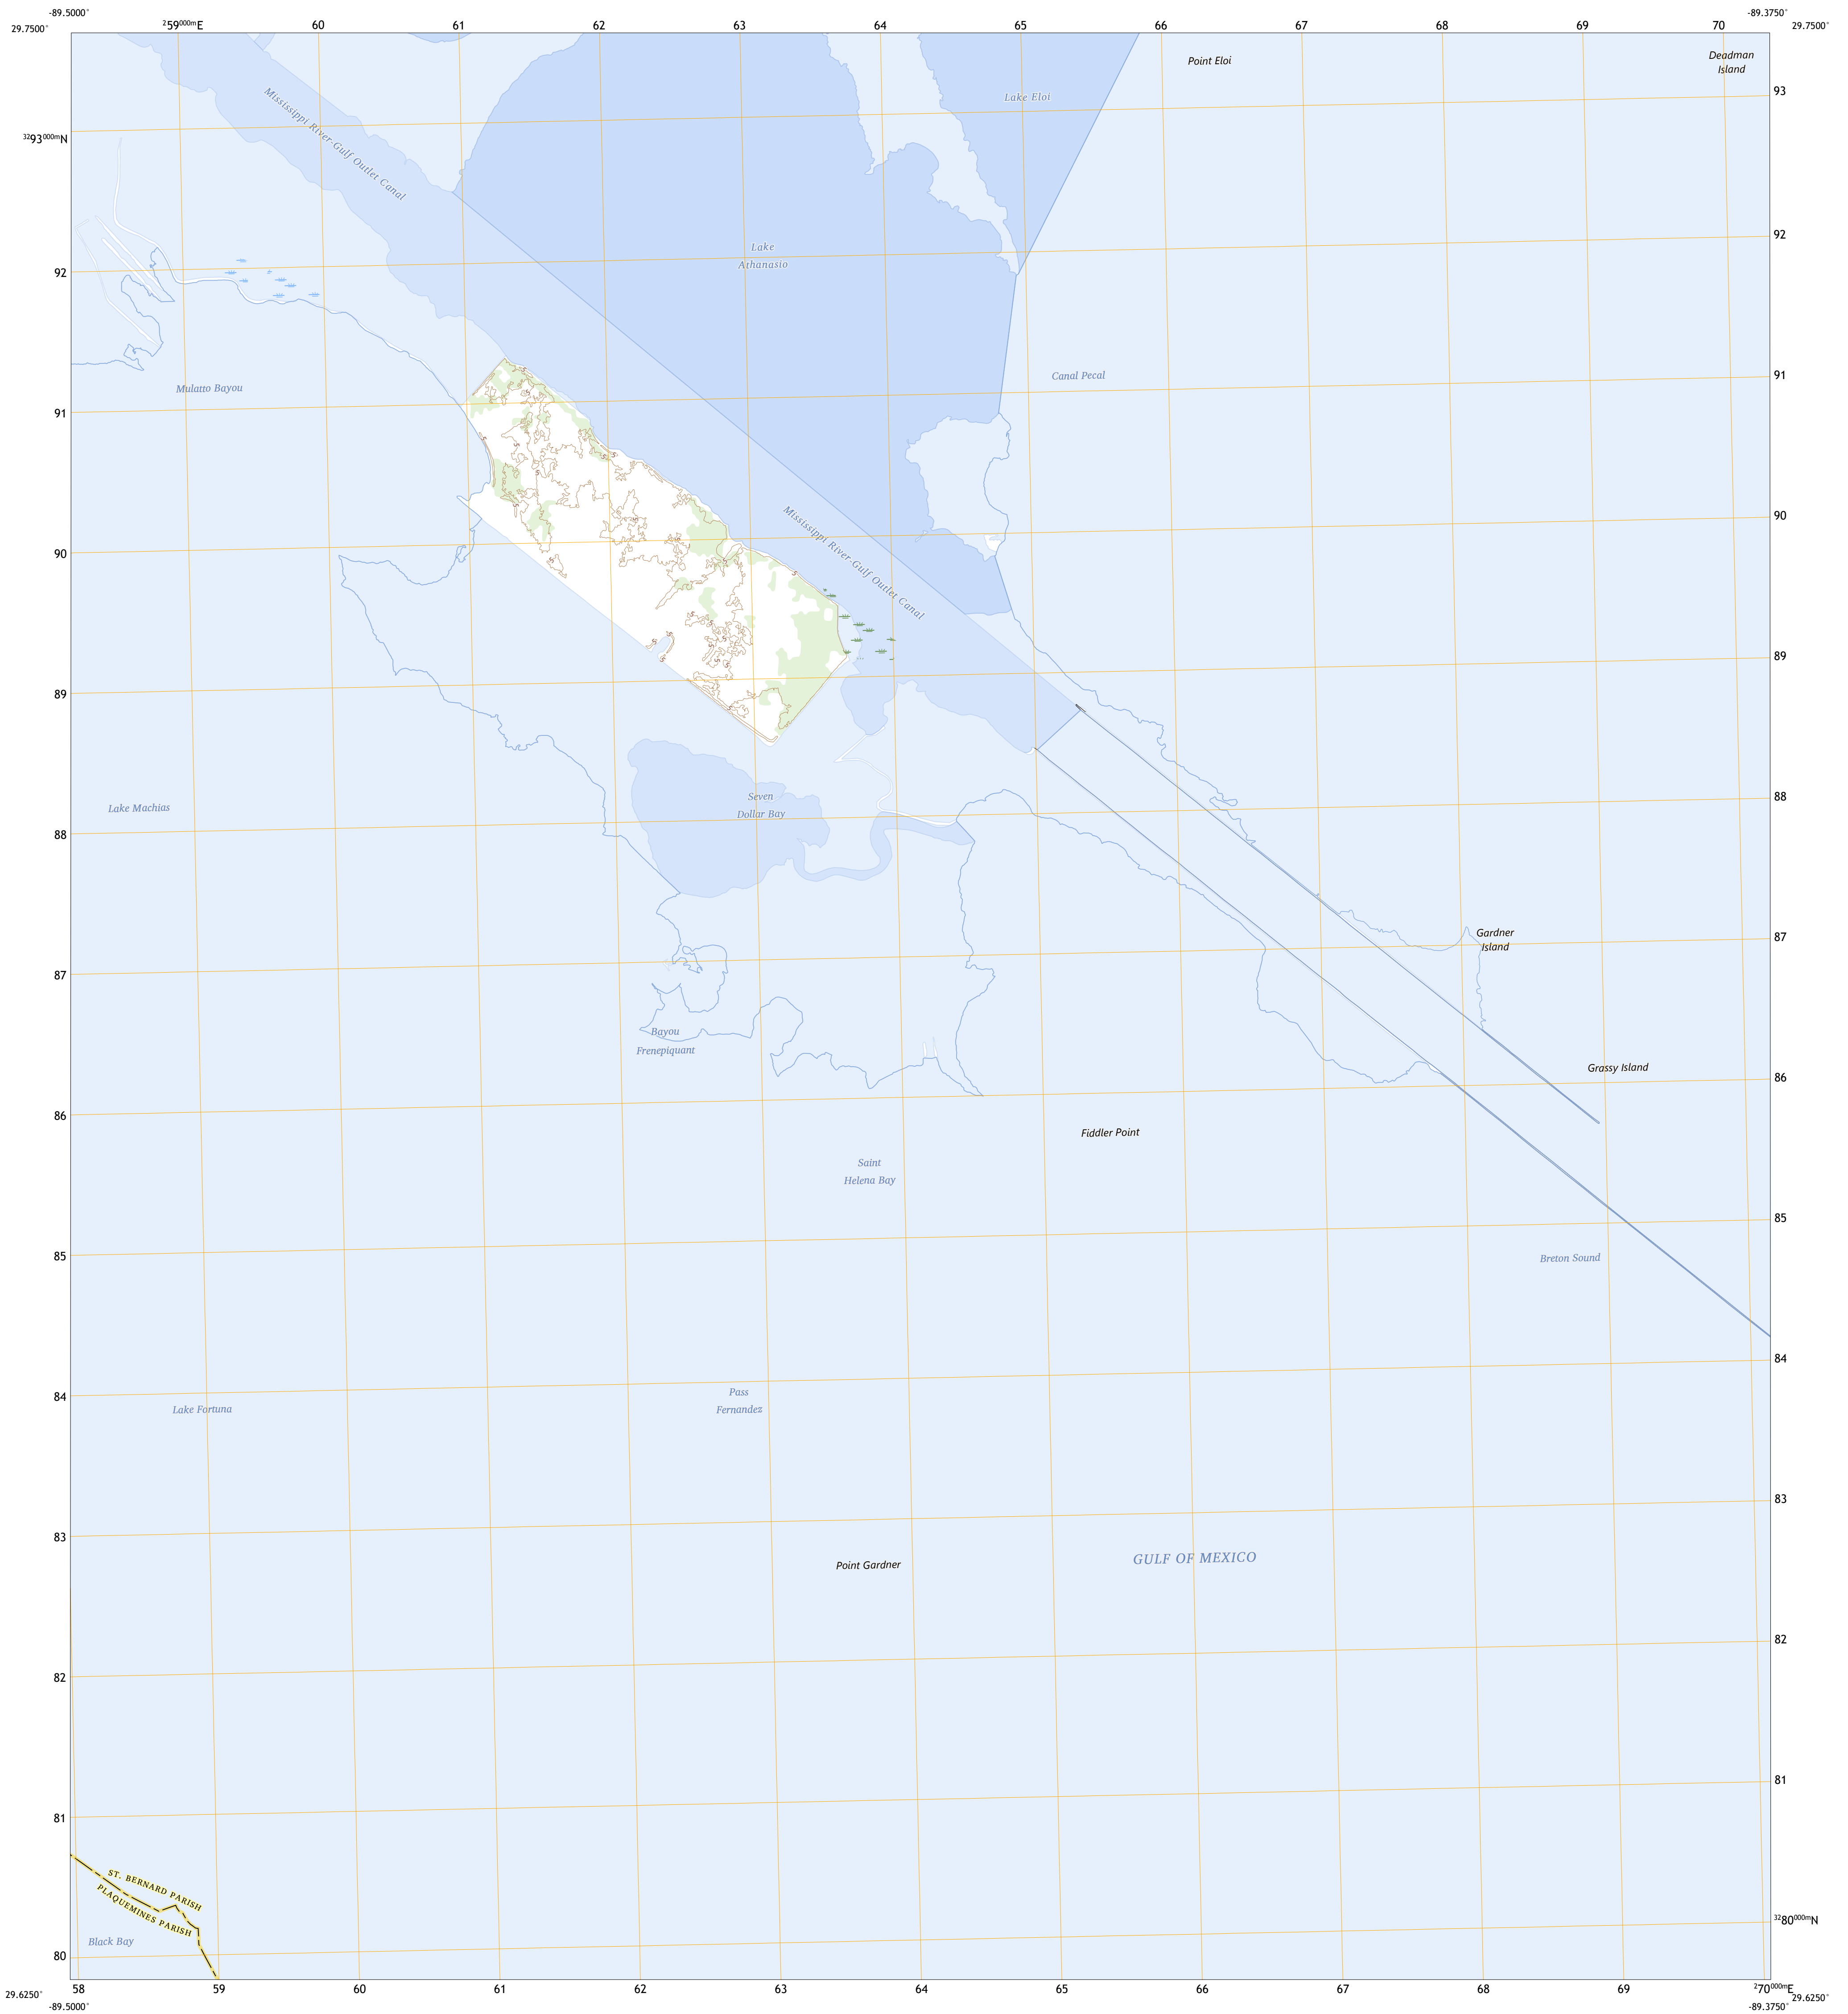 -89.5000°
-89.3750°
29.7500°
²59⁰⁰⁰ᵐE
60
61
62
63
64
65
66
67
68
69
70
29.7500°
Point Eloi
Deadman
Island
Lake Eloi
93
³²93⁰⁰⁰ᵐN
Mississippi River-Gulf Outlet Canal
92
Lake
Athanasio
92
Mulatto Bayou
Canal Pecal
91
91
90
90
Mississippi River-Gulf Outlet Canal
89
89
Seven
Dollar Bay
Lake Machias
88
88
Gardner
Island
87
87
Bayou
Frenepiquant
Grassy Island
86
86
Fiddler Point
Saint
Helena Bay
85
85
Breton Sound
84
84
Pass
Fernandez
Lake Fortuna
83
83
Point Gardner
GULF OF MEXICO
82
82
81
81
ST. BERNARD PARISH
PLAQUEMINES PARISH
Black Bay
³²80⁰⁰⁰ᵐN
80
58
59
60
61
62
63
64
65
66
67
68
69
²70⁰⁰⁰ᵐE
29.6250°
29.6250°
-89.5000°
-89.3750°